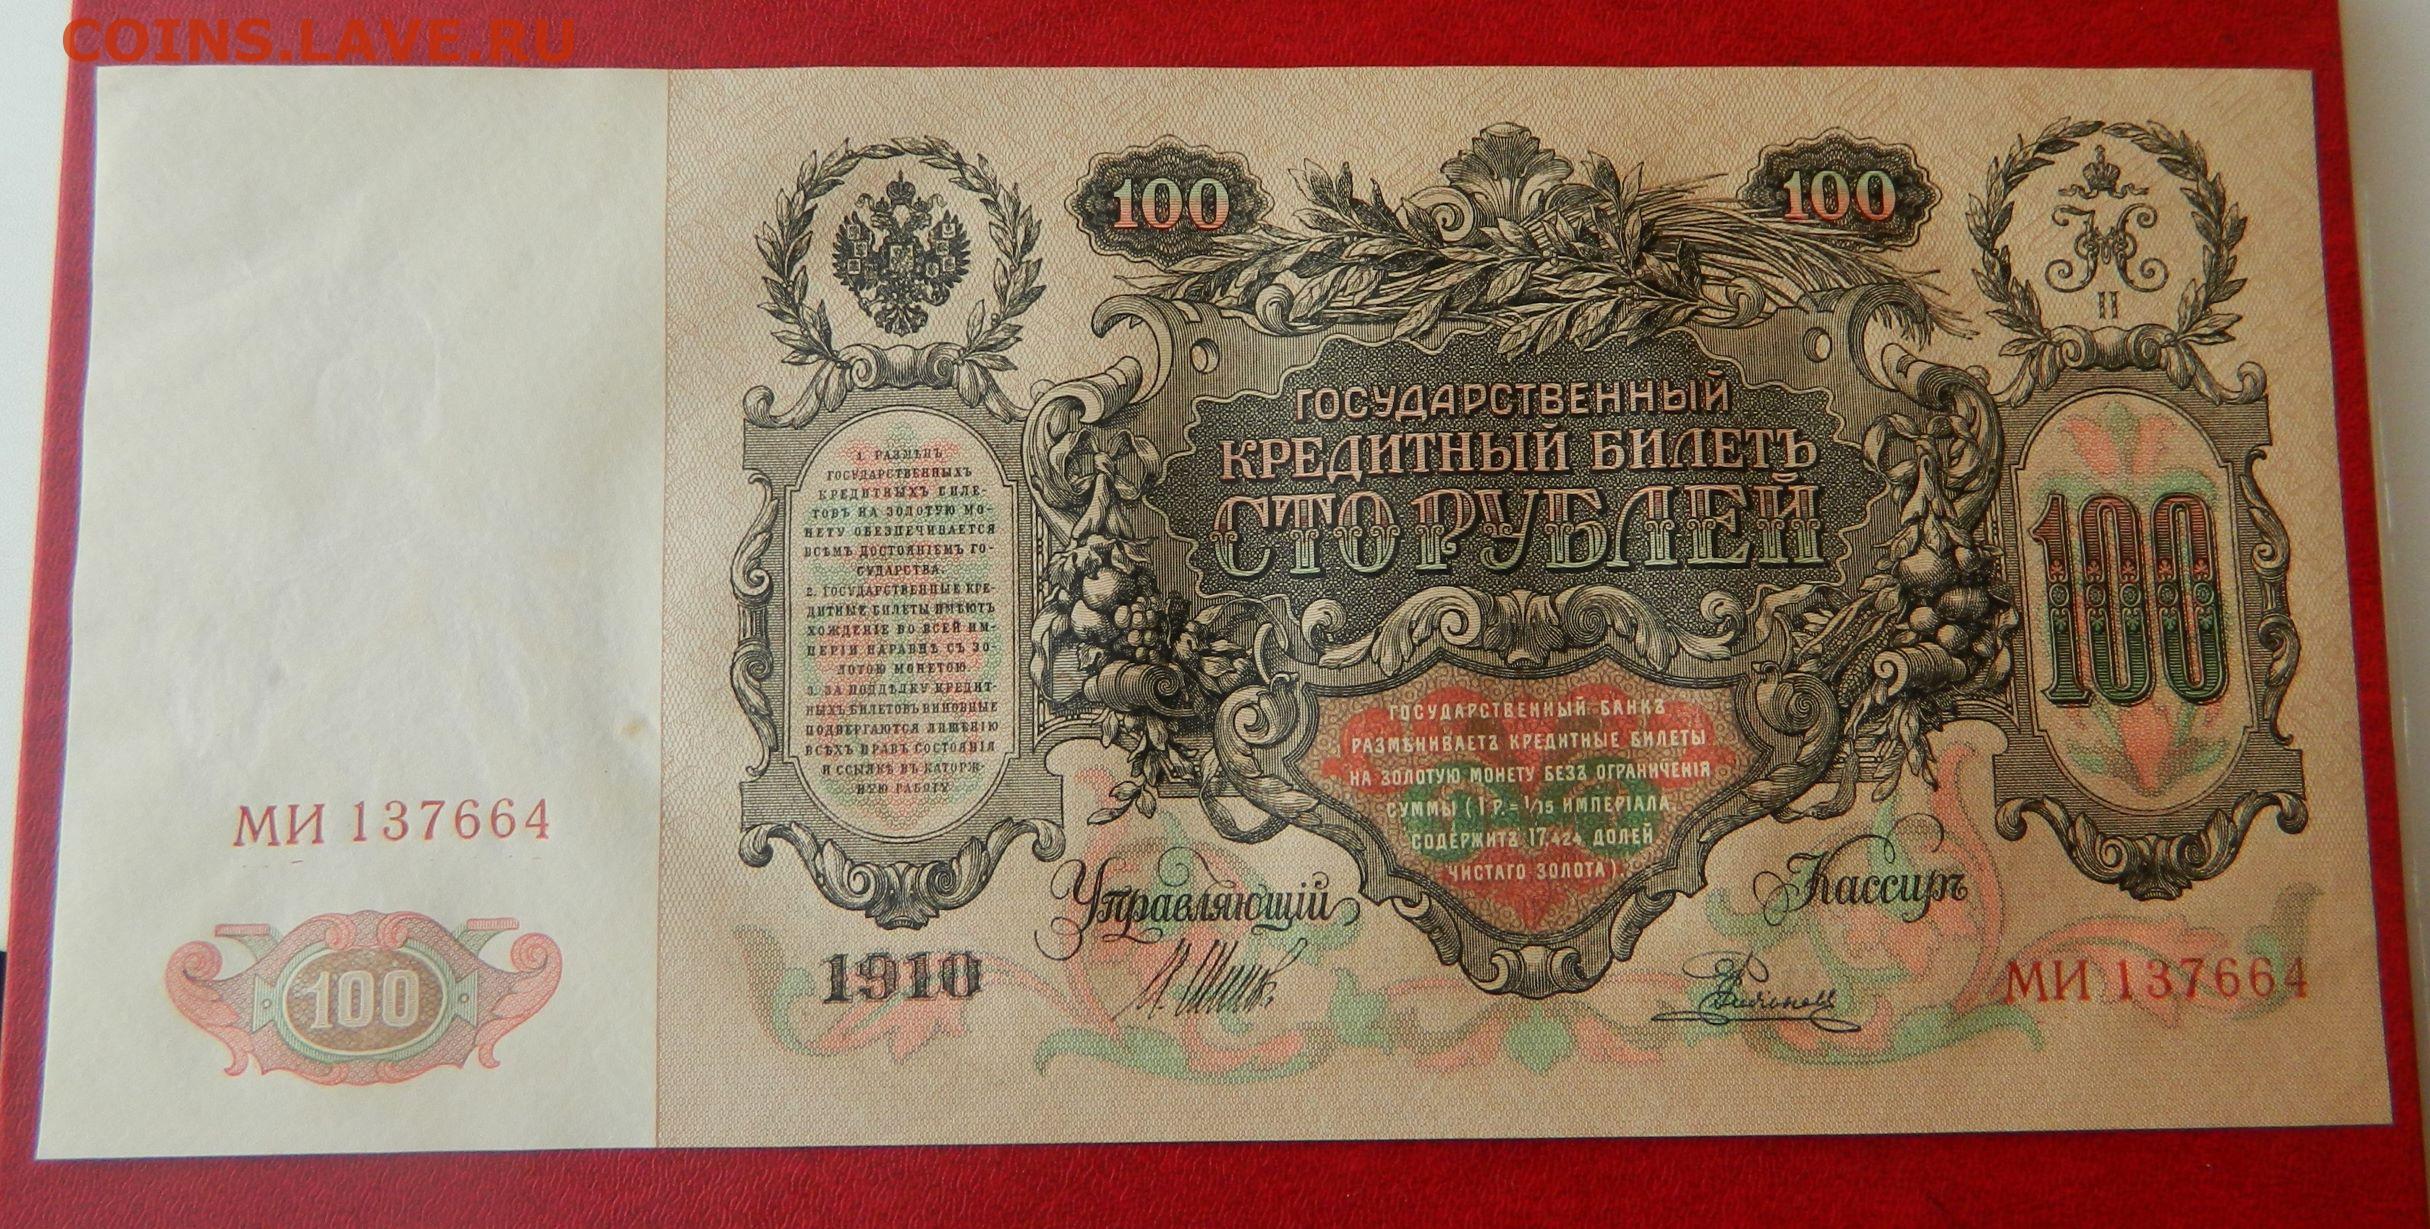 COINS.LAVE.RU
100
100
Н
II
ГОСУДАРСТВЕННЫЙ
КРЕДИТНЫЙ БИЛЕТЪ
СТО РУБЛЕЙ
1. РАЗМѢНЪ
ГОСУДАРСТВЕННЫХЪ
КРЕДИТНЫХЪ БИЛЕ-
ТОВЪ НА ЗОЛОТУЮ МО-
НЕТУ ОБЕЗПЕЧИВАЕТСЯ
ВСѢМЪ ДОСТОЯНІЕМЪ ГО-
СУДАРСТВА.
2. ГОСУДАРСТВЕННЫЕ КРЕ-
ДИТНЫЕ БИЛЕТЫ ИМѢЮТЪ
ХОЖДЕНІЕ ВО ВСЕЙ ИМ-
ПЕРІИ НАРАВНѢ СЪ ЗО-
ЛОТОЮ МОНЕТОЮ.
3. ЗА ПОДДѢЛКУ КРЕДИТ-
НЫХЪ БИЛЕТОВЪ ВИНОВНЫЕ
ПОДВЕРГАЮТСЯ ЛИШЕНІЮ
ВСѢХЪ ПРАВЪ СОСТОЯНІЯ
И ССЫЛКѢ ВЪ КАТОРЖ-
НУЮ РАБОТУ
100
ГОСУДАРСТВЕННЫЙ БАНКЪ
РАЗМѢНИВАЕТЪ КРЕДИТНЫЕ БИЛЕТЫ
НА ЗОЛОТУЮ МОНЕТУ БЕЗЪ ОГРАНИЧЕНІЯ
СУММЫ (1 Р. = 1/15 ИМПЕРІАЛА,
СОДЕРЖИТЪ 17,424 ДОЛЕЙ
ЧИСТАГО ЗОЛОТА).
МИ 137664
100
Управляющій
Кассиръ
1910
И. Шипов
МИ 137664